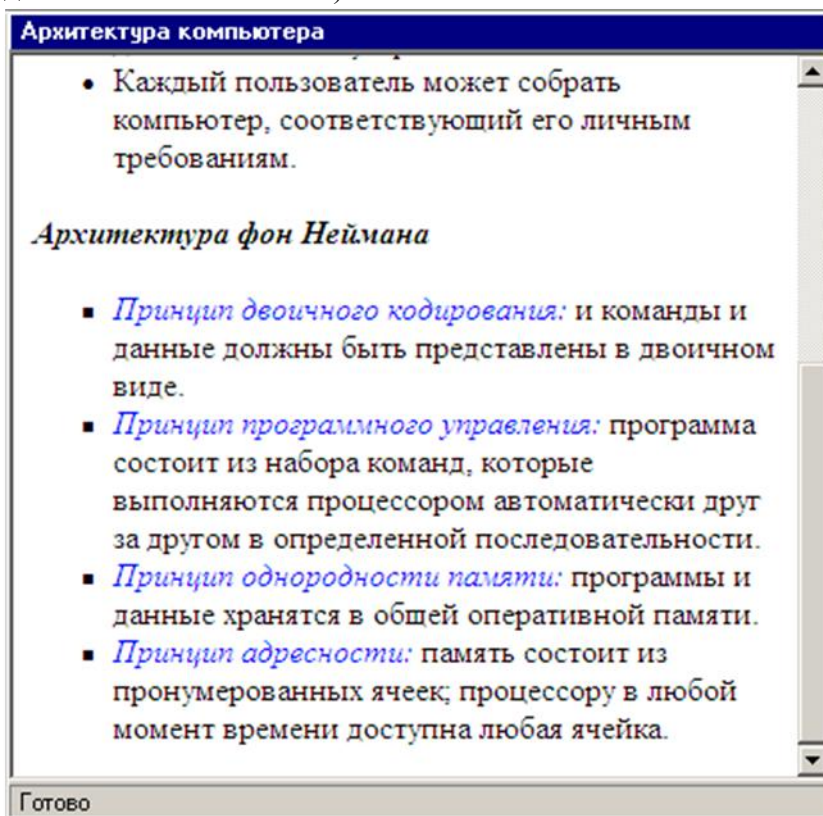 Архитектура компьютера
• Каждый пользователь может собрать
компьютер, соответствующий его личным
требованиям.
Архитектура фон Неймана
▪ Принцип двоичного кодирования: и команды и
данные должны быть представлены в двоичном
виде.
▪ Принцип программного управления: программа
состоит из набора команд, которые
выполняются процессором автоматически друг
за другом в определенной последовательности.
▪ Принцип однородности памяти: программы и
данные хранятся в общей оперативной памяти.
▪ Принцип адресности: память состоит из
пронумерованных ячеек; процессору в любой
момент времени доступна любая ячейка.
Готово